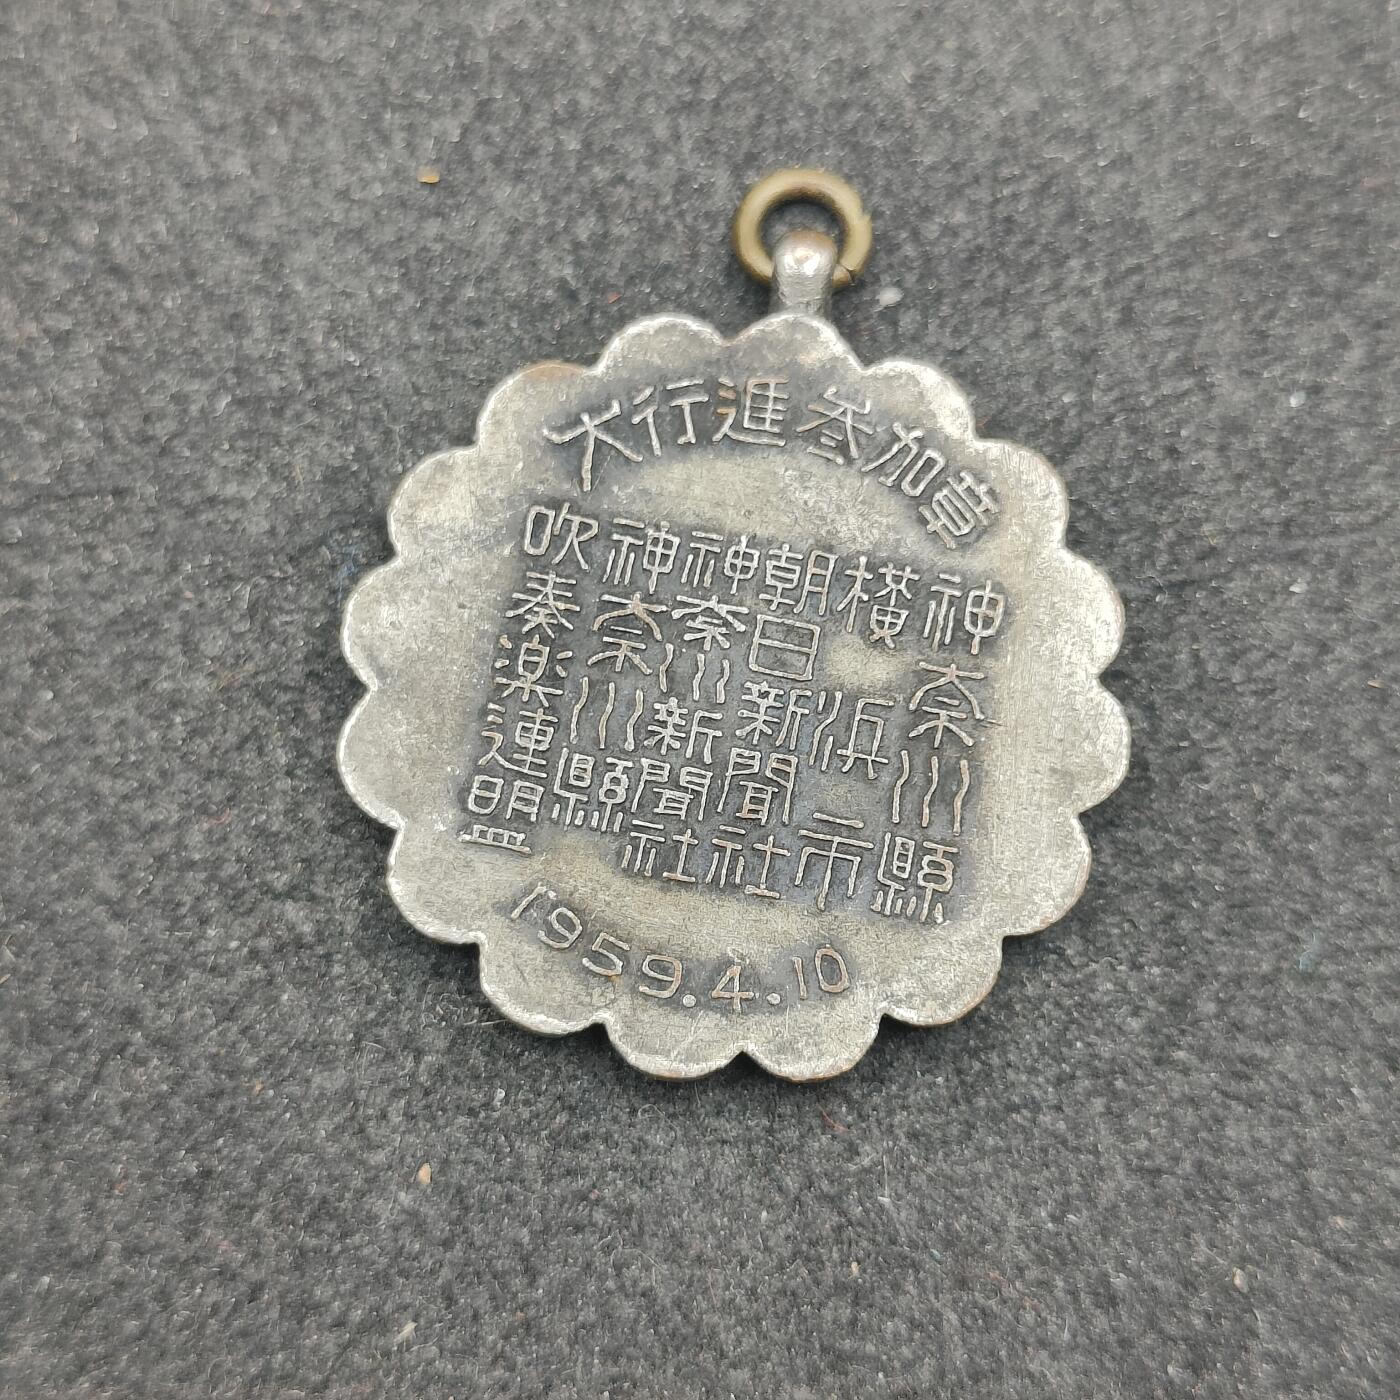 大行進参加章
神奈川縣
横浜市
朝日新聞社
神奈川新聞社
神奈川縣
吹奏楽連盟
1959.4.10